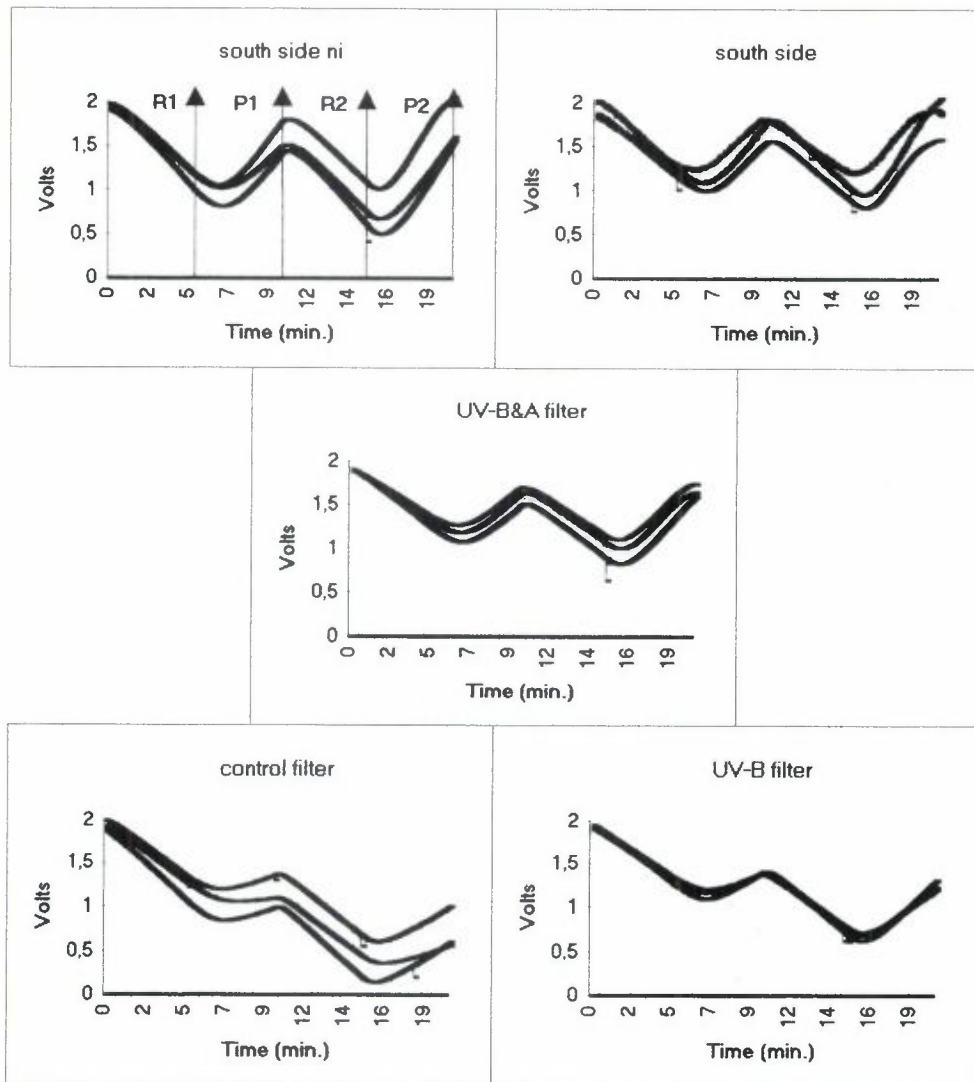 south side ni
R1 P1 R2 P2
2
1,5
1
0,5
0
Volts
0 2 5 7 9 12 14 16 19
Time (min.)
south side
2
1,5
1
0,5
0
Volts
0 2 5 7 9 12 14 16 19
Time (min.)
UV-B&A filter
2
1,5
1
0,5
0
Volts
0 2 5 7 9 12 14 16 19
Time (min.)
control filter
2
1,5
1
0,5
0
Volts
0 2 5 7 9 12 14 16 19
Time (min.)
UV-B filter
2
1,5
1
0,5
0
Volts
0 2 5 7 9 12 14 16 19
Time (min.)